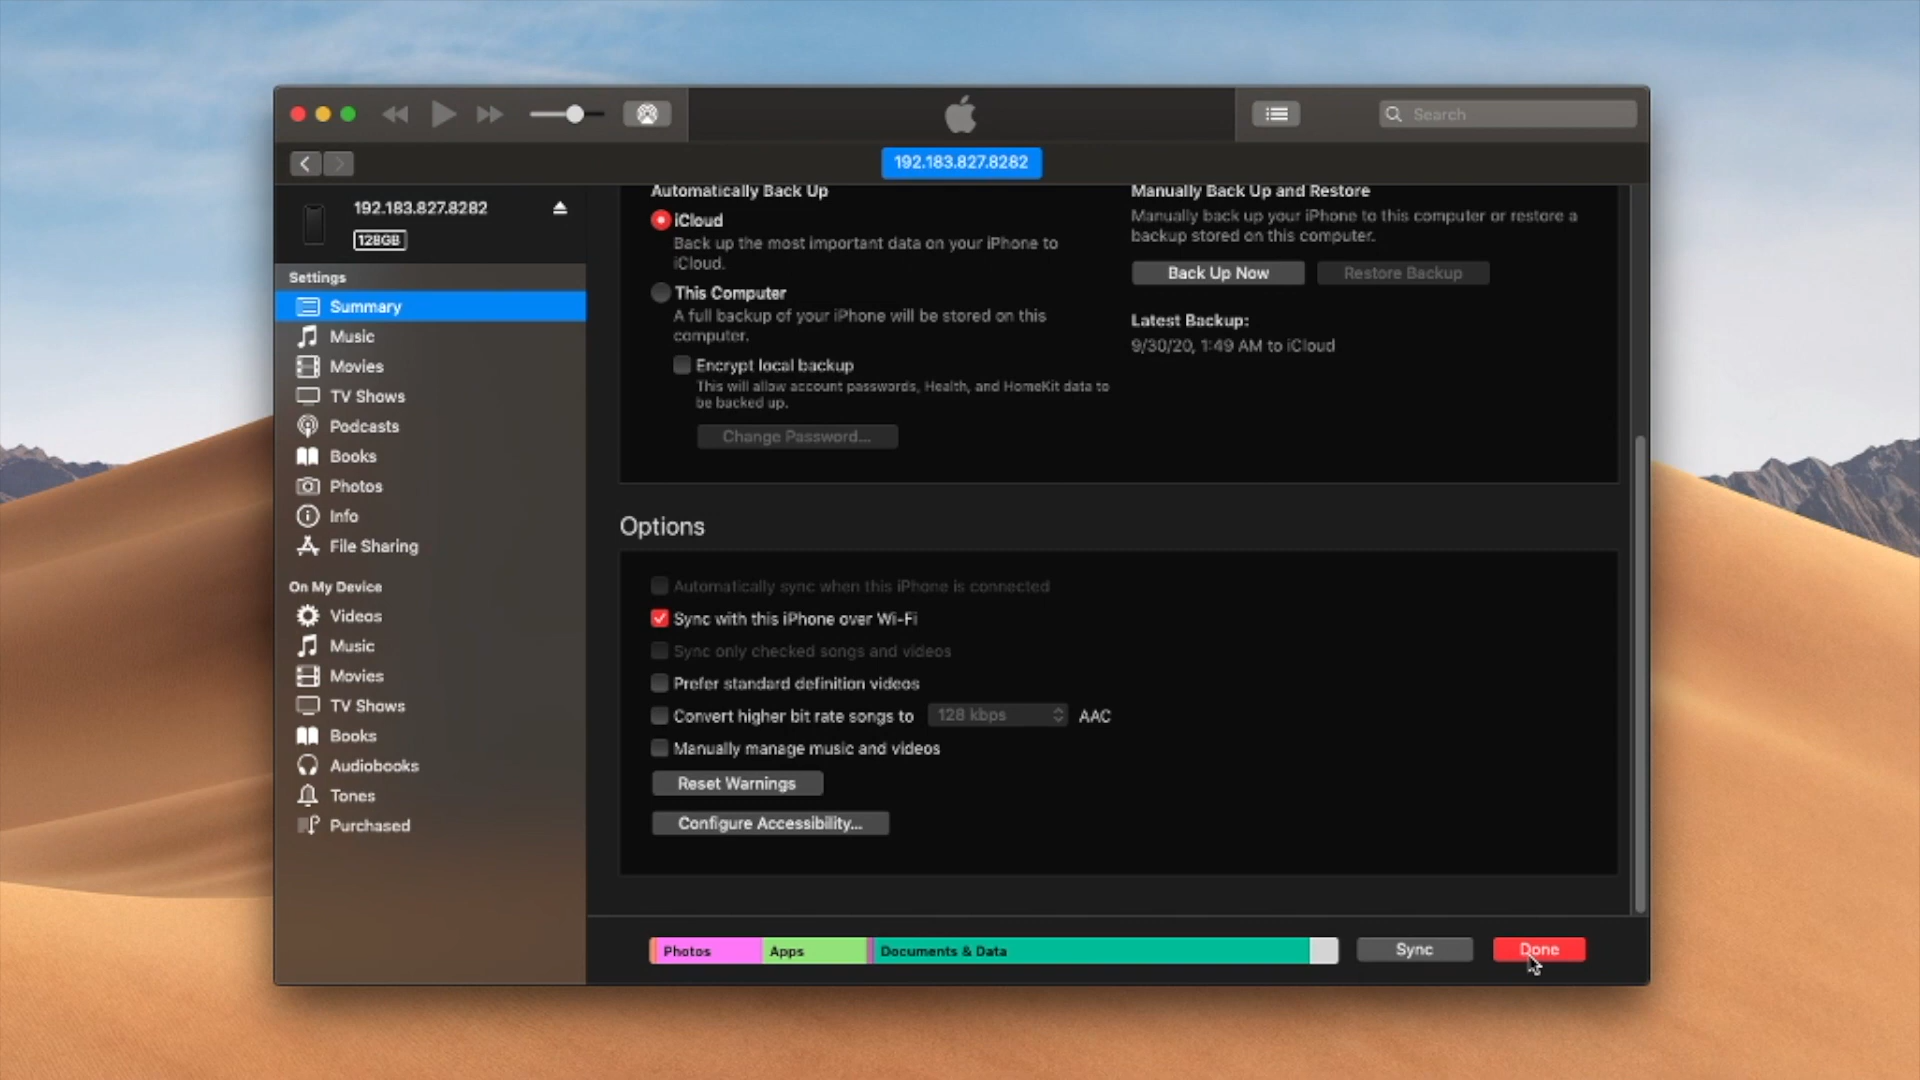 Search
192.183.827.8282
192.183.827.8282
128GB
Settings
Summary
Music
Movies
TV Shows
Podcasts
Books
Photos
Info
File Sharing
On My Device
Videos
Music
Movies
TV Shows
Books
Audiobooks
Tones
Purchased
Automatically Back Up
iCloud
Back up the most important data on your iPhone to
iCloud.
This Computer
A full backup of your iPhone will be stored on this
computer.
Encrypt local backup
This will allow account passwords, Health, and HomeKit data to
be backed up.
Change Password...
Manually Back Up and Restore
Manually back up your iPhone to this computer or restore a
backup stored on this computer.
Back Up Now
Restore Backup
Latest Backup:
9/30/20, 1:49 AM to iCloud
Options
Automatically sync when this iPhone is connected
Sync with this iPhone over Wi-Fi
Sync only checked songs and videos
Prefer standard definition videos
Convert higher bit rate songs to 128 kbps AAC
Manually manage music and videos
Reset Warnings
Configure Accessibility...
Photos Apps Documents & Data
Sync
Done